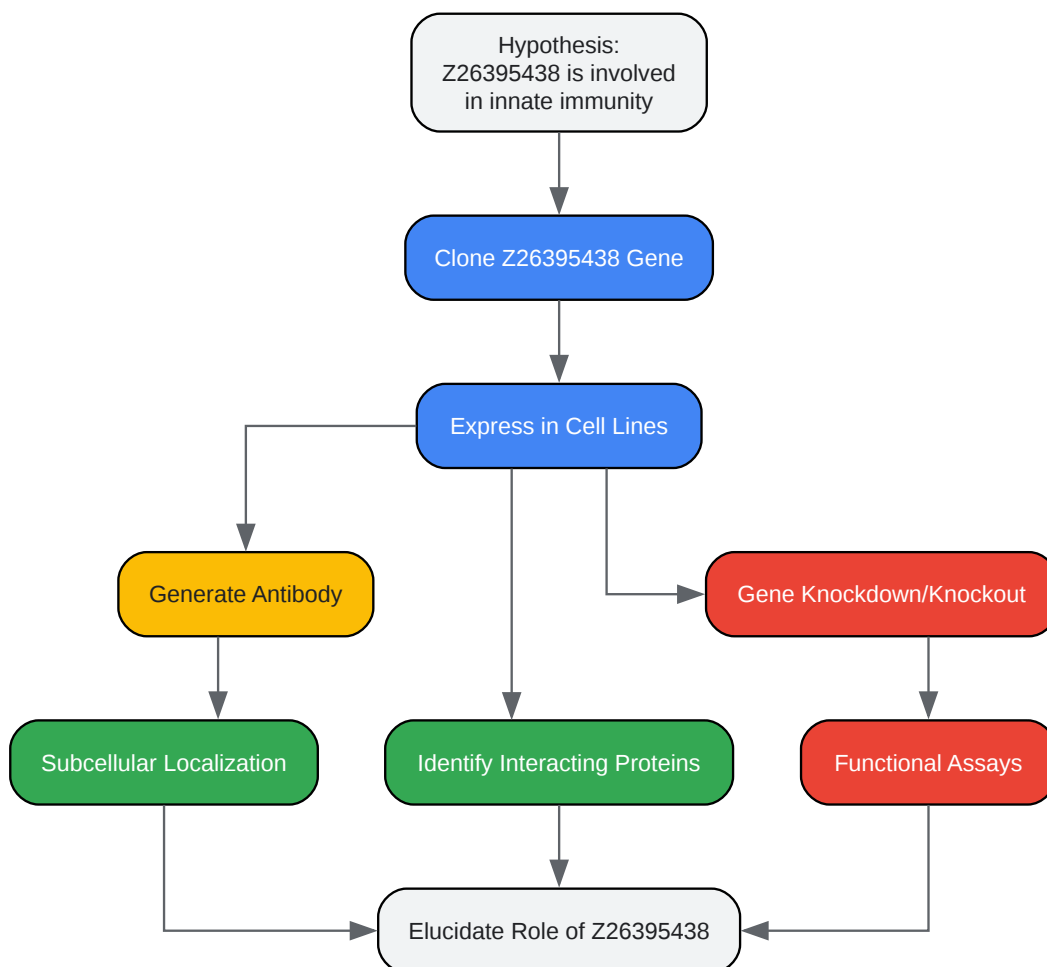 Hypothesis:
Z26395438 is involved
in innate immunity
Clone Z26395438 Gene
Express in Cell Lines
Generate Antibody
Gene Knockdown/Knockout
Subcellular Localization
Identify Interacting Proteins
Functional Assays
Elucidate Role of Z26395438